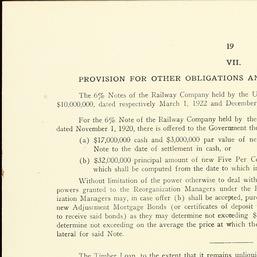 19
VII.
PROVISION FOR OTHER OBLIGATIONS AN
The 6% Notes of the Railway Company held by the U
$10,000,000, dated respectively March 1, 1922 and December
For the 6% Note of the Railway Company held by the
dated November 1, 1920, there is offered to the Government the
(a) $17,000,000 cash and $3,000,000 par value of ne
Note to the date of settlement in cash, or
(b) $32,000,000 principal amount of new Five Per C
which shall be computed from the date to which in
Without limitation of the power otherwise to deal with
powers granted to the Reorganization Managers under the
ization Managers may, in case offer (b) shall be accepted, pur
new Adjustment Mortgage Bonds (or certificates of deposit
to receive said bonds) as they may determine not exceeding $
determine not exceeding on the average the price at which the
lateral for said Note.
The Timber Loan, to the extent that it remains unliqui